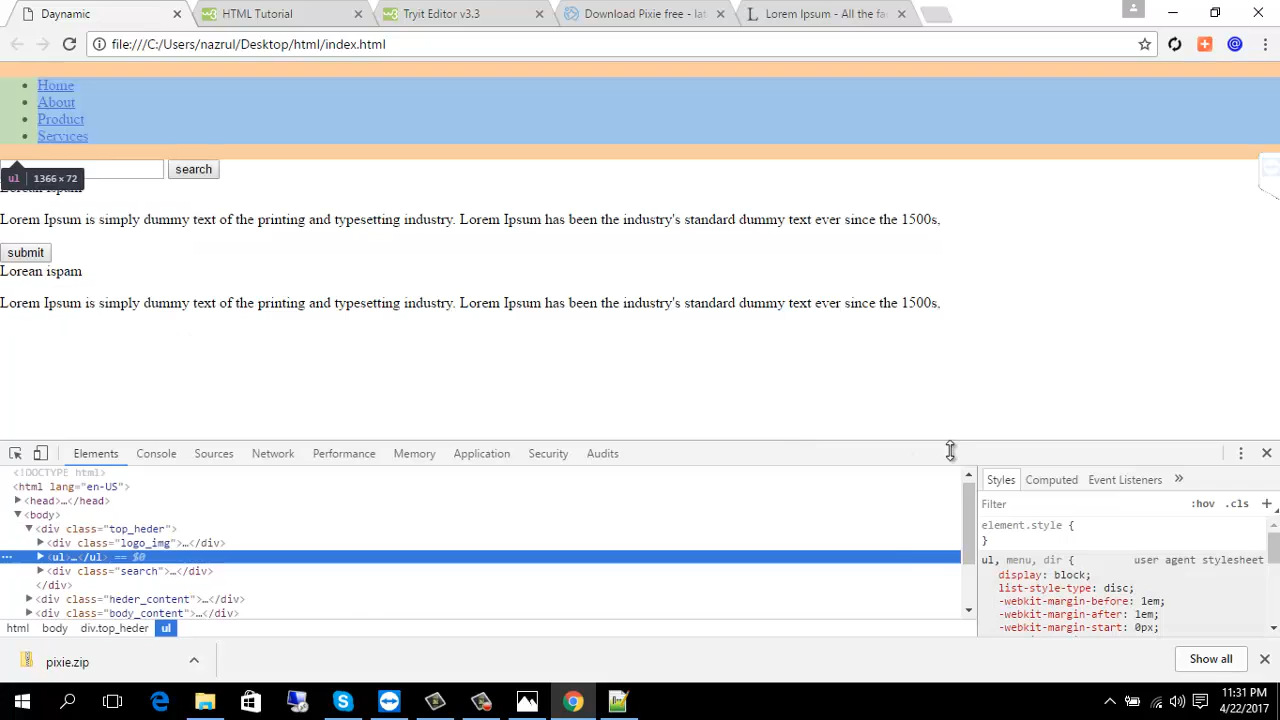 Daynamic
HTML Tutorial
Tryit Editor v3.3
Download Pixie free - lat
Lorem Ipsum - All the fa
file:///C:/Users/nazrul/Desktop/html/index.html
Home
About
Product
Services
search
ul 1366 × 72
Lorean ispam
Lorem Ipsum is simply dummy text of the printing and typesetting industry. Lorem Ipsum has been the industry's standard dummy text ever since the 1500s,
submit
Lorean ispam
Lorem Ipsum is simply dummy text of the printing and typesetting industry. Lorem Ipsum has been the industry's standard dummy text ever since the 1500s,
Elements Console Sources Network Performance Memory Application Security Audits
<!DOCTYPE html>
<html lang="en-US">
<head>…</head>
<body>
<div class="top_heder">
<div class="logo_img">…</div>
<ul>…</ul> == $0
<div class="search">…</div>
</div>
<div class="heder_content">…</div>
<div class="body_content">…</div>
html body div.top_heder ul
Styles Computed Event Listeners »
Filter :hov .cls +
element.style {
}
ul, menu, dir { user agent stylesheet
display: block;
list-style-type: disc;
-webkit-margin-before: 1em;
-webkit-margin-after: 1em;
-webkit-margin-start: 0px;
pixie.zip
Show all
11:31 PM
4/22/2017